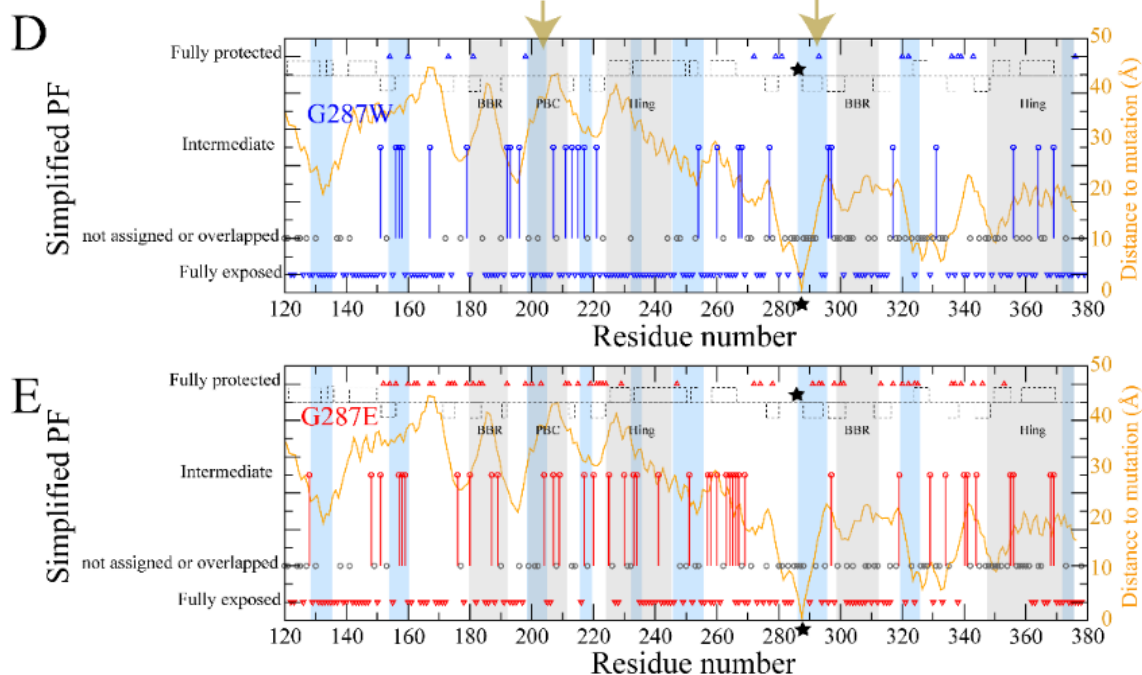 D
Simplified PF
Fully protected
Intermediate
not assigned or overlapped
Fully exposed
G287W
BBR
PBC
Hing
BBR
Hing
50
40
30
20
10
0
Distance to mutation (Å)
120 140 160 180 200 220 240 260 280 300 320 340 360 380
Residue number
E
Simplified PF
Fully protected
Intermediate
not assigned or overlapped
Fully exposed
G287E
BBR
PBC
Hing
BBR
Hing
50
40
30
20
10
0
Distance to mutation (Å)
120 140 160 180 200 220 240 260 280 300 320 340 360 380
Residue number